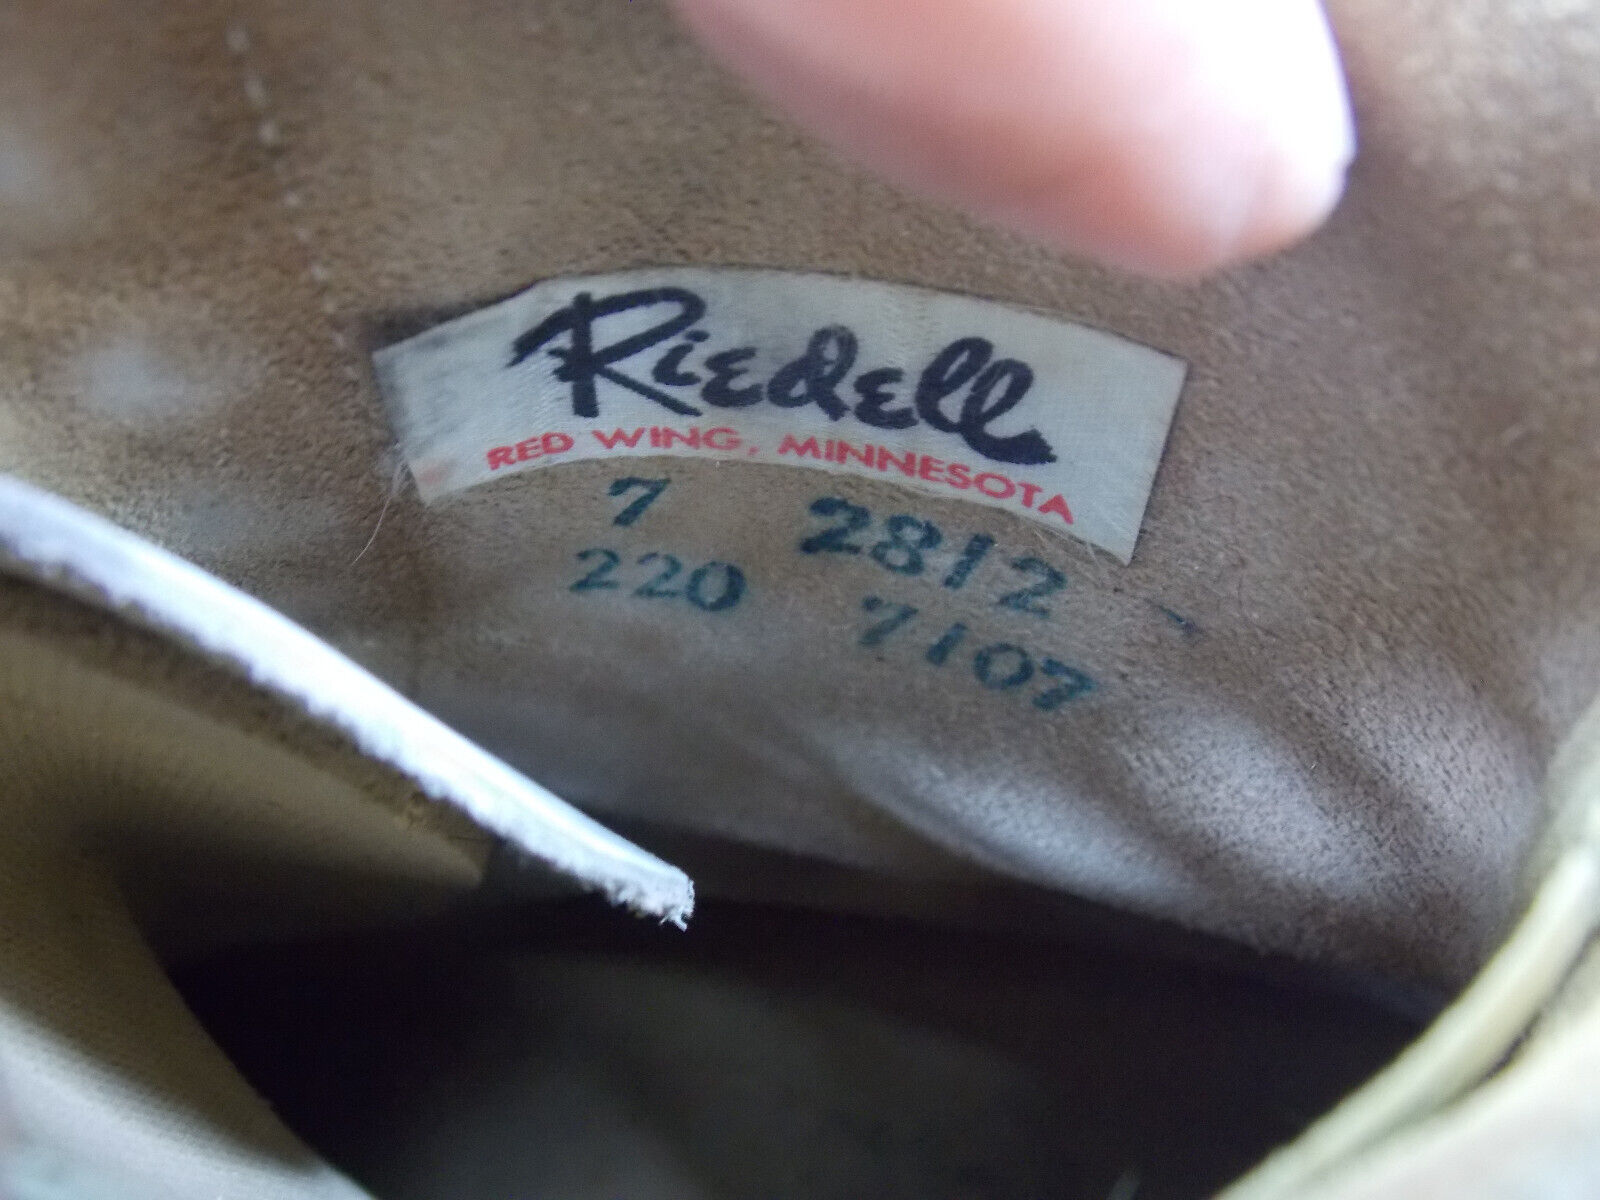 Riedell
RED WING, MINNESOTA
7 2812
220 7107